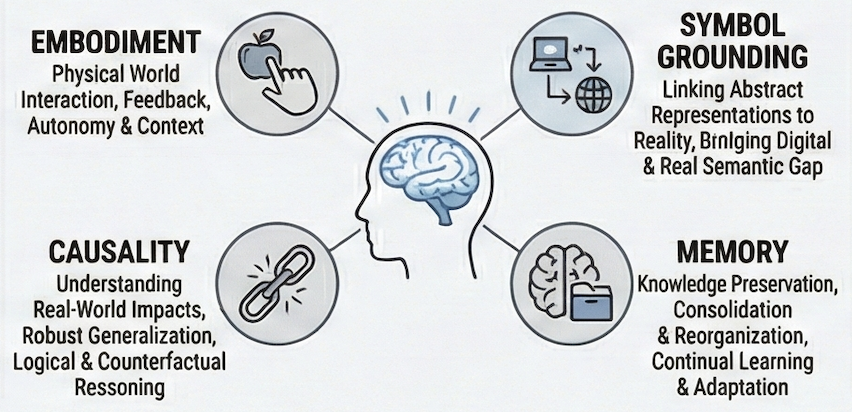 EMBODIMENT
Physical World
Interaction, Feedback,
Autonomy & Context
SYMBOL
GROUNDING
Linking Abstract
Representations to
Reality, Bridging Digital
& Real Semantic Gap
CAUSALITY
Understanding
Real-World Impacts,
Robust Generalization,
Logical & Counterfactual
Ressoning
MEMORY
Knowledge Preservation,
Consolidation
& Reorganization,
Continual Learning
& Adaptation